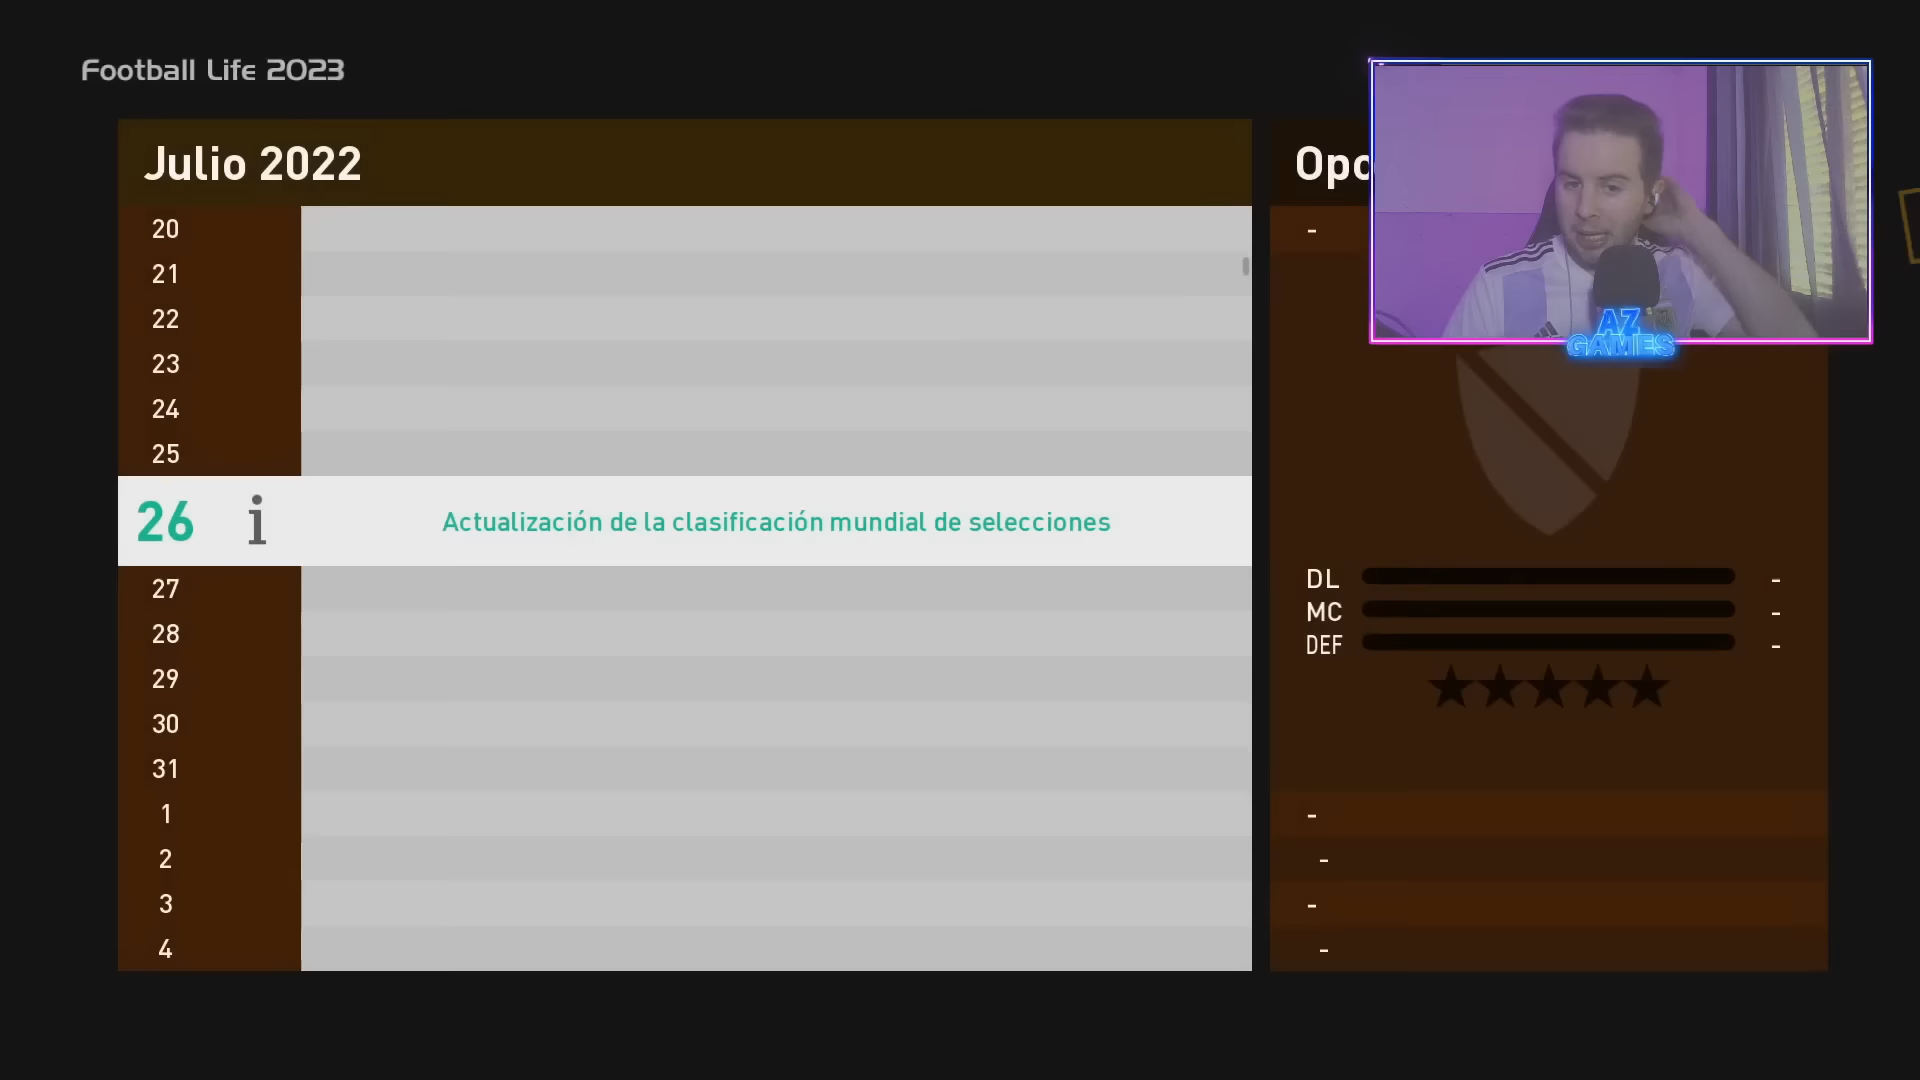 Football Life 2023
Julio 2022
20
21
22
23
24
25
26 i Actualización de la clasificación mundial de selecciones
27
28
29
30
31
1
2
3
4
-
AZ
GAMES
DL -
MC -
DEF -
-
-
-
-